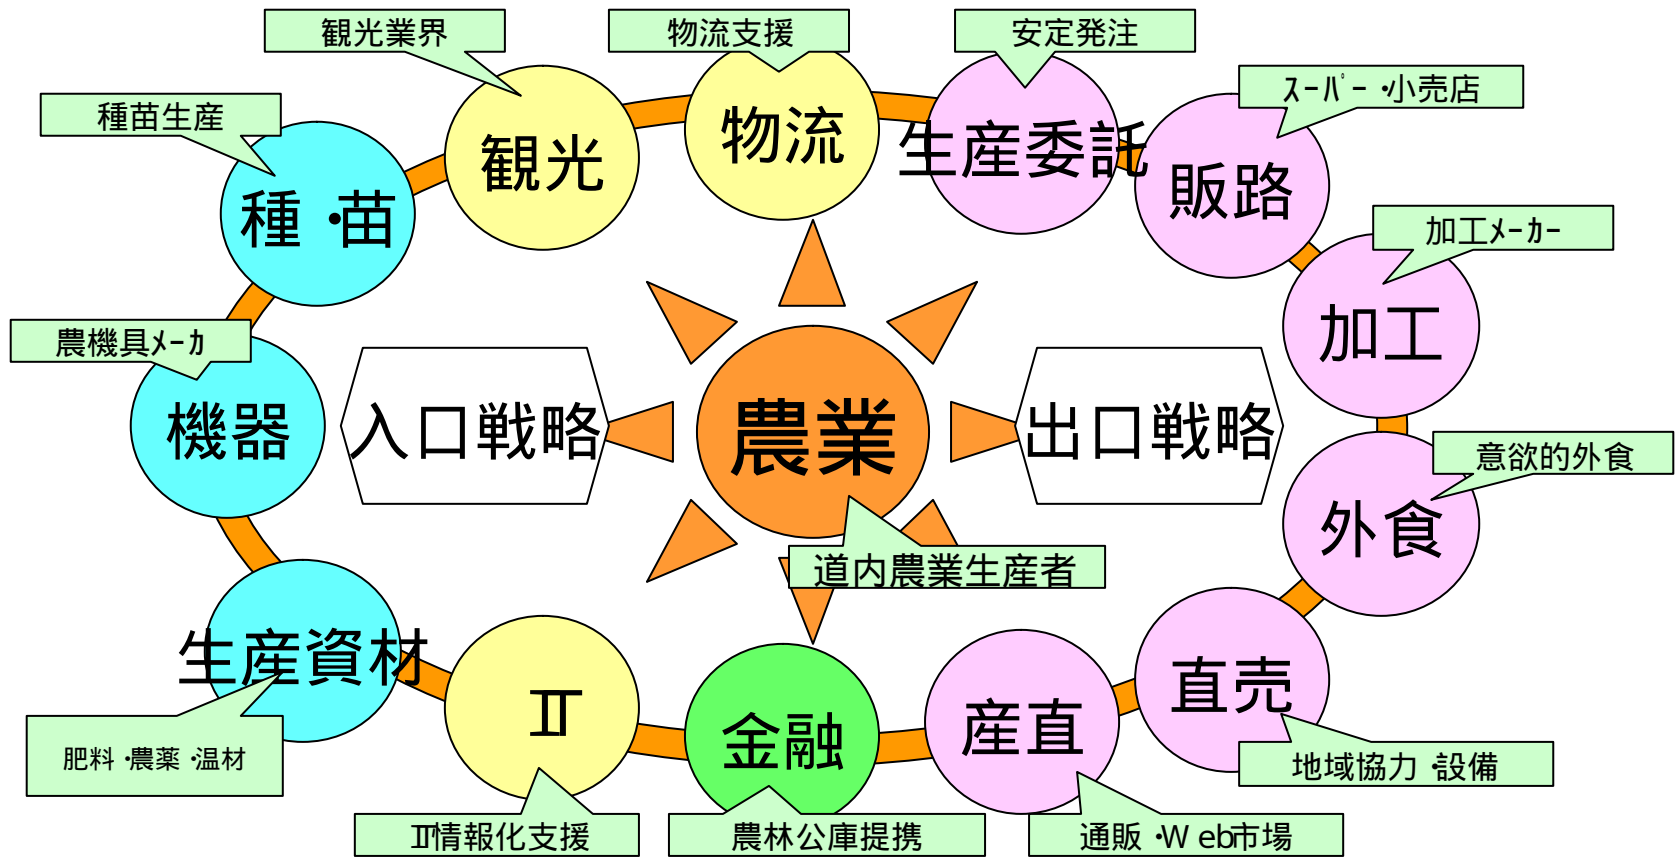 観光業界
物流支援
安定発注
スーパー・小売店
種苗生産
観光
物流
生産委託
販路
種・苗
加工メーカー
加工
農機具メーカ
機器
入口戦略
農業
出口戦略
意欲的外食
外食
道内農業生産者
生産資材
IT
金融
産直
直売
肥料・農薬・温材
地域協力・設備
IT情報化支援
農林公庫提携
通販・Web市場